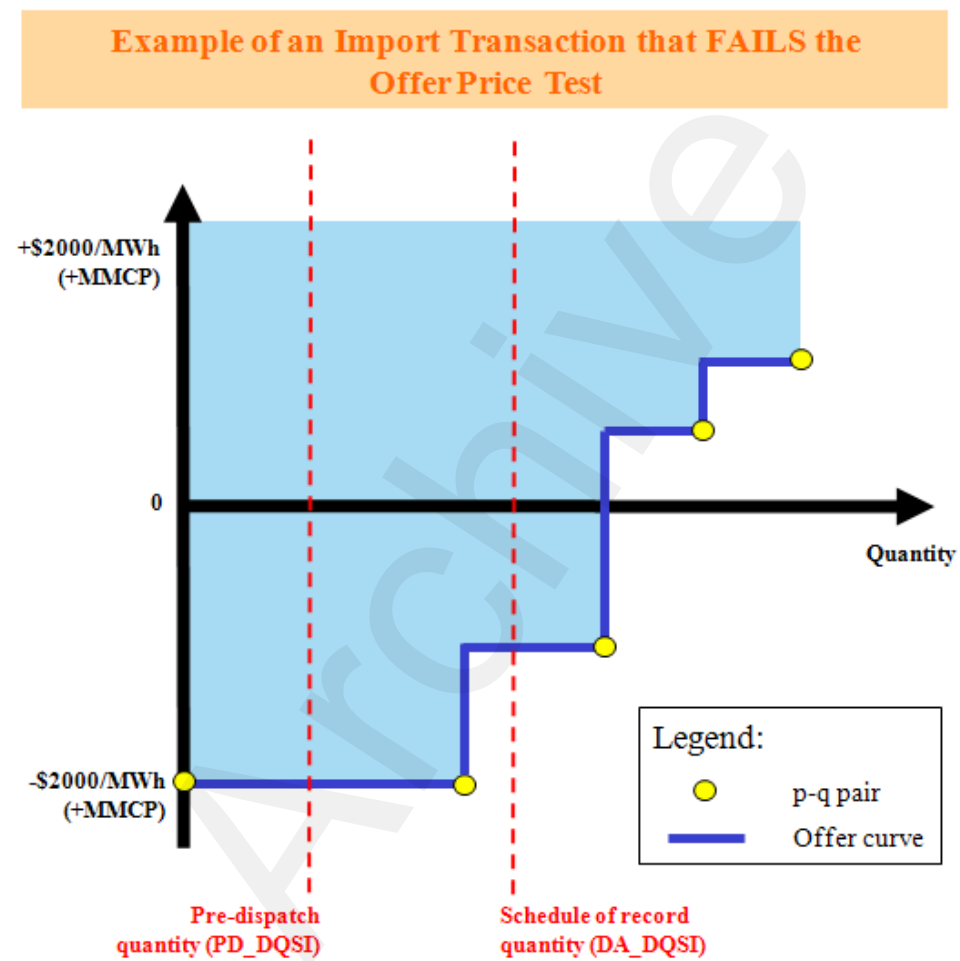 Example of an Import Transaction that FAILS the
Offer Price Test
+$2000/MWh
(+MMCP)
0
Quantity
-$2000/MWh
(+MMCP)
Legend:
p-q pair
Offer curve
Pre-dispatch
quantity (PD_DQSI)
Schedule of record
quantity (DA_DQSI)
Archive